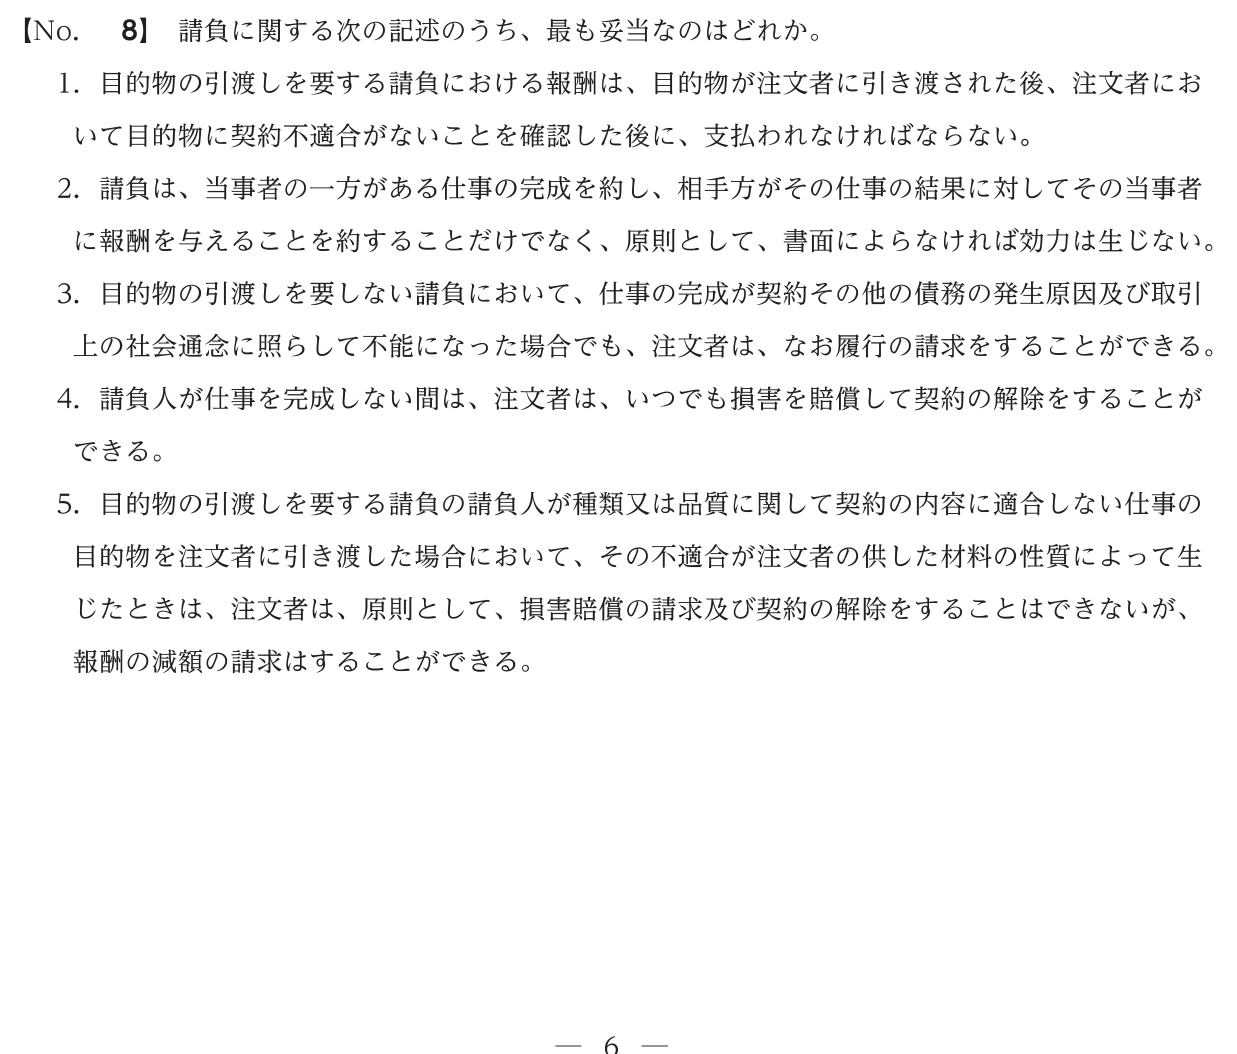 【No. 8】 請負に関する次の記述のうち、最も妥当なのはどれか。
1. 目的物の引渡しを要する請負における報酬は、目的物が注文者に引き渡された後、注文者にお
いて目的物に契約不適合がないことを確認した後に、支払われなければならない。
2. 請負は、当事者の一方がある仕事の完成を約し、相手方がその仕事の結果に対してその当事者
に報酬を与えることを約することだけでなく、原則として、書面によらなければ効力は生じない。
3. 目的物の引渡しを要しない請負において、仕事の完成が契約その他の債務の発生原因及び取引
上の社会通念に照らして不能になった場合でも、注文者は、なお履行の請求をすることができる。
4. 請負人が仕事を完成しない間は、注文者は、いつでも損害を賠償して契約の解除をすることが
できる。
5. 目的物の引渡しを要する請負の請負人が種類又は品質に関して契約の内容に適合しない仕事の
目的物を注文者に引き渡した場合において、その不適合が注文者の供した材料の性質によって生
じたときは、注文者は、原則として、損害賠償の請求及び契約の解除をすることはできないが、
報酬の減額の請求はすることができる。
— 6 —